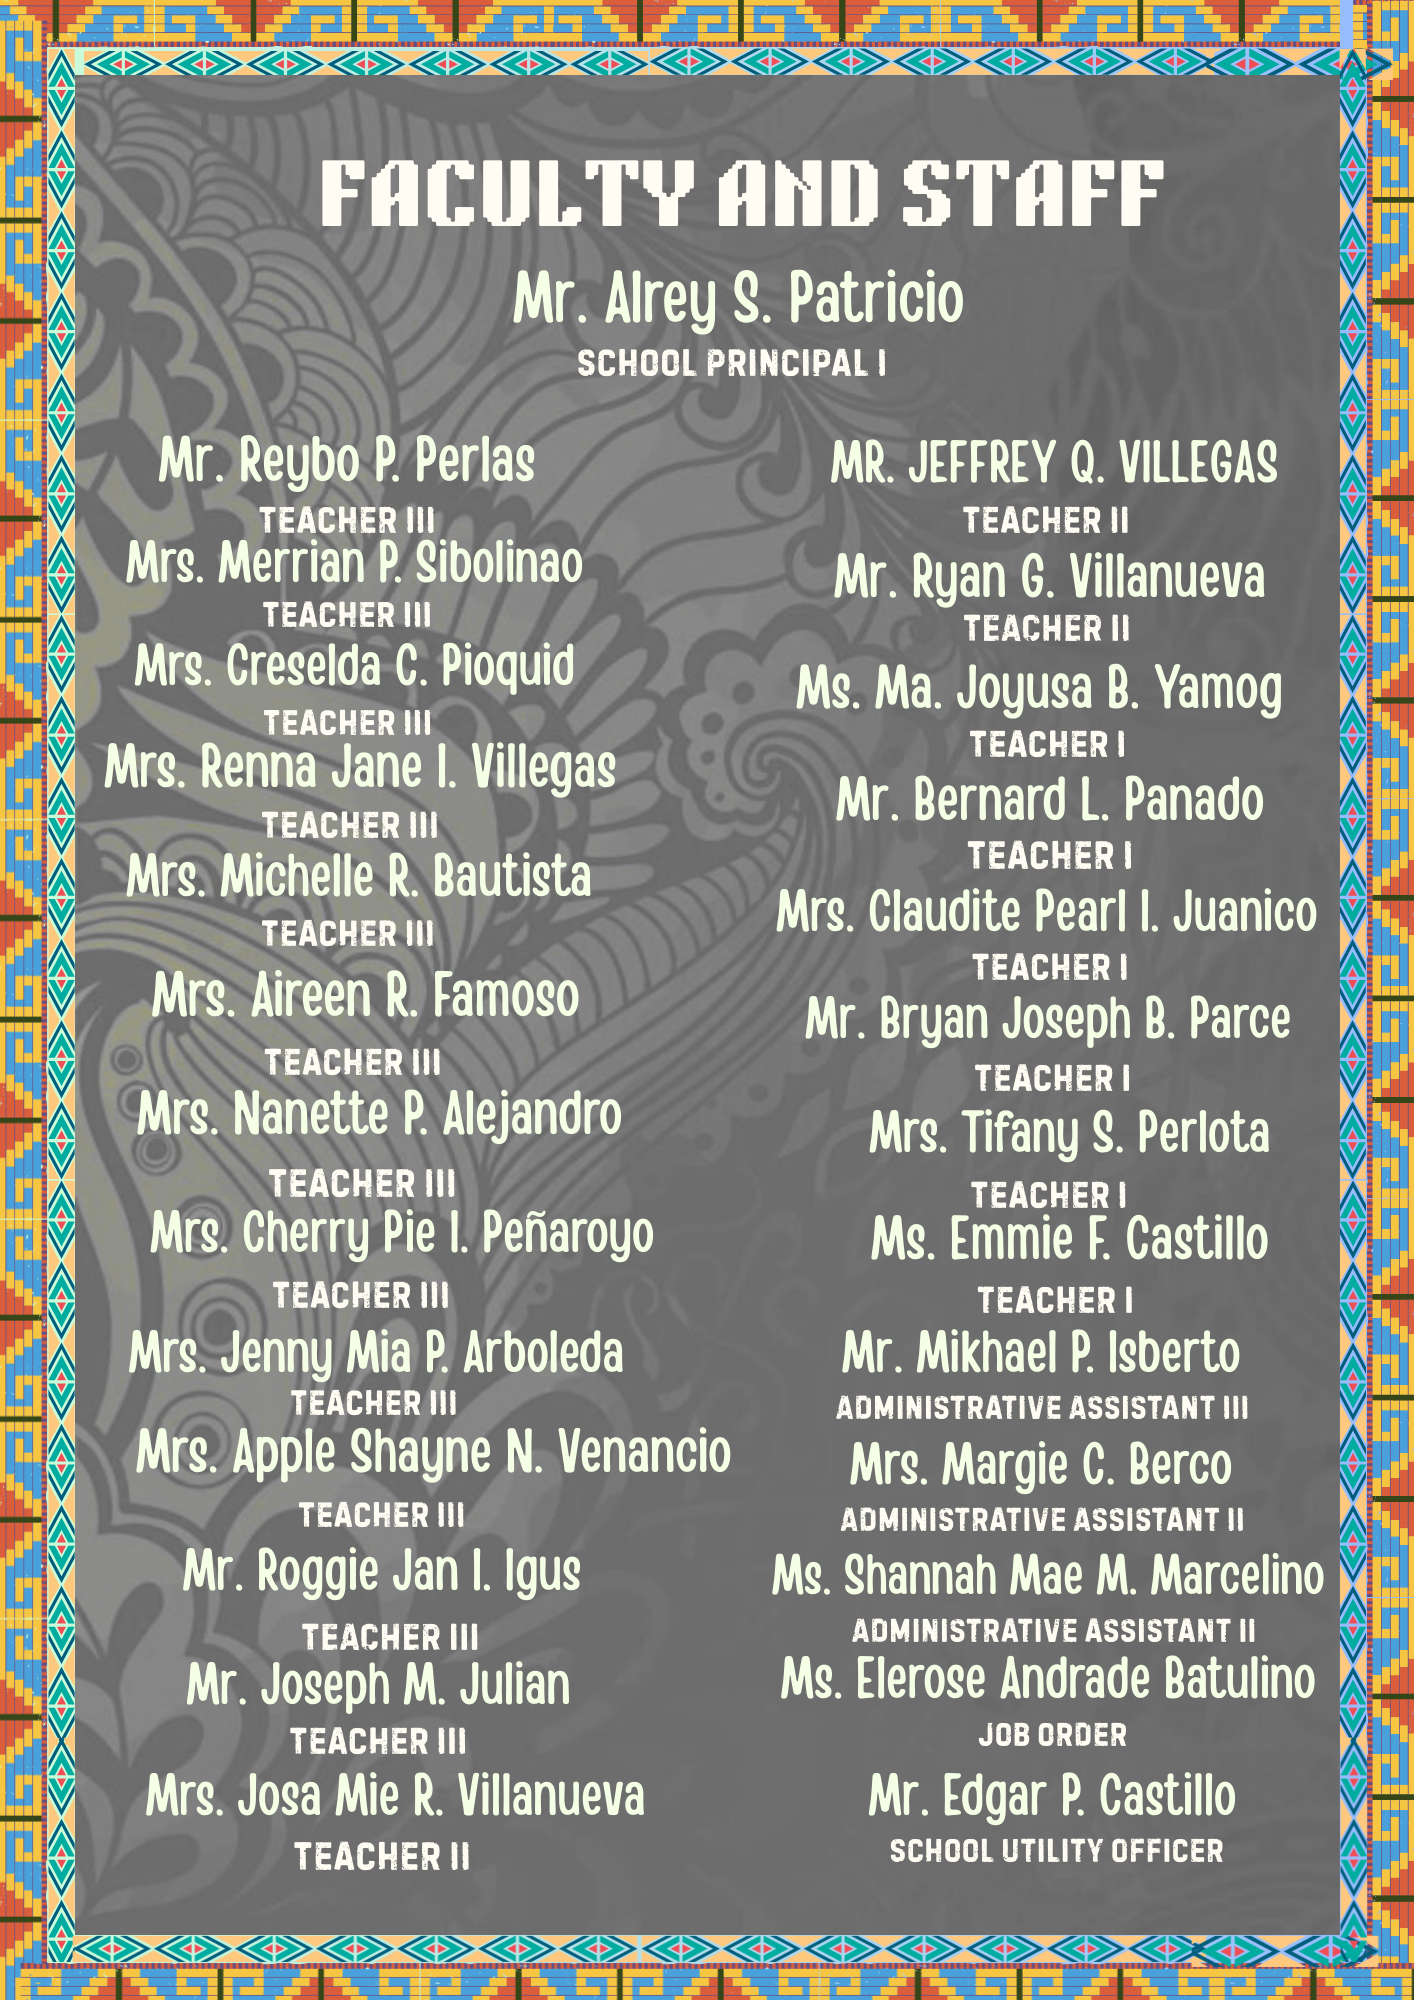 FACULTY AND STAFF
Mr. Alrey S. Patricio
SCHOOL PRINCIPAL I
Mr. Reybo P. Perlas
TEACHER III
Mrs. Merrian P. Sibolinao
TEACHER III
Mrs. Creselda C. Pioquid
TEACHER III
Mrs. Renna Jane I. Villegas
TEACHER III
Mrs. Michelle R. Bautista
TEACHER III
Mrs. Aireen R. Famoso
TEACHER III
Mrs. Nanette P. Alejandro
TEACHER III
Mrs. Cherry Pie I. Peñaroyo
TEACHER III
Mrs. Jenny Mia P. Arboleda
TEACHER III
Mrs. Apple Shayne N. Venancio
TEACHER III
Mr. Roggie Jan I. Igus
TEACHER III
Mr. Joseph M. Julian
TEACHER III
Mrs. Josa Mie R. Villanueva
TEACHER II
MR. JEFFREY Q. VILLEGAS
TEACHER II
Mr. Ryan G. Villanueva
TEACHER II
Ms. Ma. Joyusa B. Yamog
TEACHER I
Mr. Bernard L. Panado
TEACHER I
Mrs. Claudite Pearl I. Juanico
TEACHER I
Mr. Bryan Joseph B. Parce
TEACHER I
Mrs. Tifany S. Perlota
TEACHER I
Ms. Emmie F. Castillo
TEACHER I
Mr. Mikhael P. Isberto
ADMINISTRATIVE ASSISTANT III
Mrs. Margie C. Berco
ADMINISTRATIVE ASSISTANT II
Ms. Shannah Mae M. Marcelino
ADMINISTRATIVE ASSISTANT II
Ms. Elerose Andrade Batulino
JOB ORDER
Mr. Edgar P. Castillo
SCHOOL UTILITY OFFICER